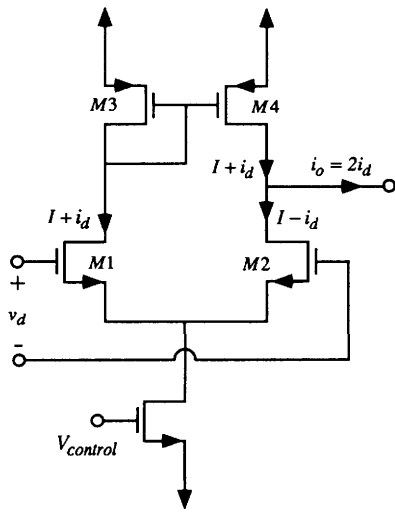 M3
M4
I+i_d
i_o = 2i_d
I+i_d
I−i_d
M1
M2
+
v_d
-
V_control